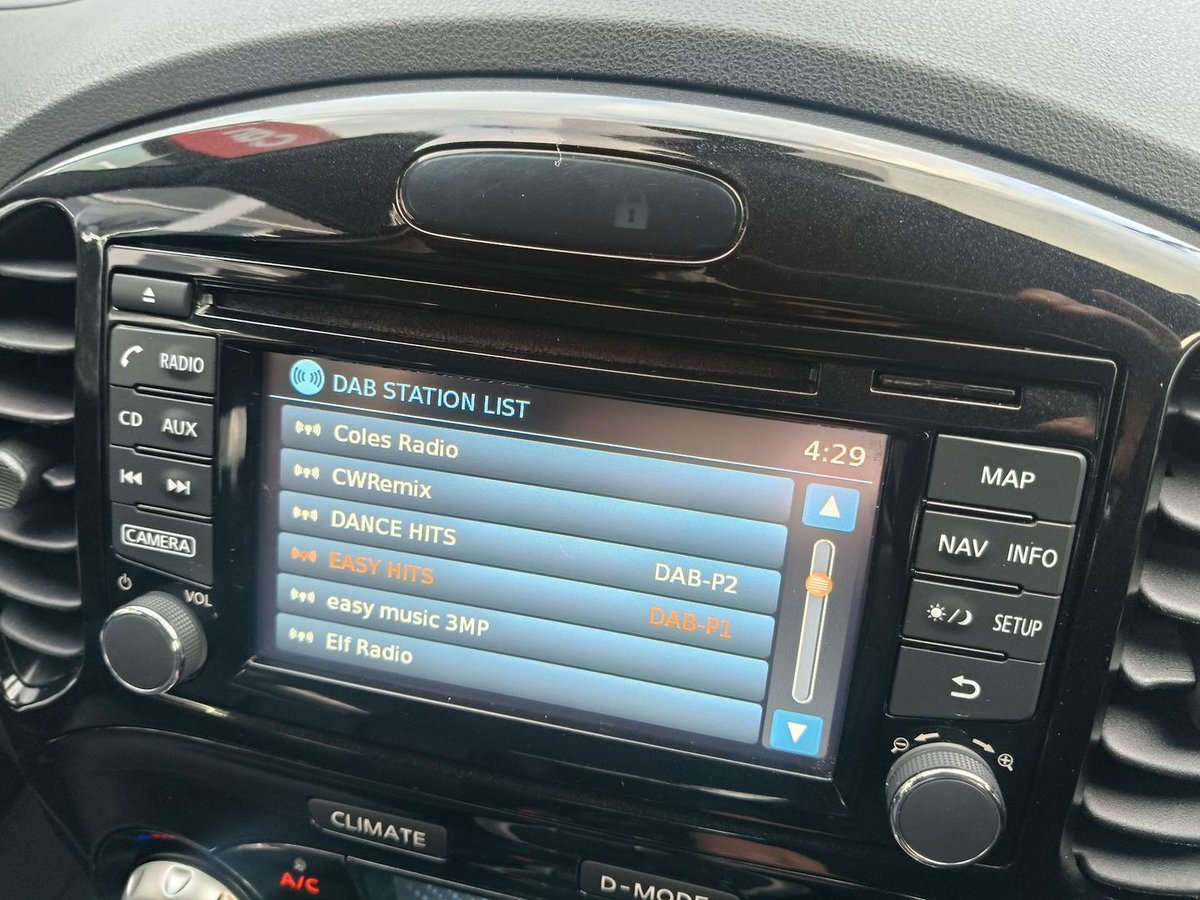 RADIO
CD AUX
CAMERA
VOL
DAB STATION LIST
4:29
Coles Radio
CWRemix
DANCE HITS DAB-P2
EASY HITS DAB-P1
easy music 3MP
Elf Radio
MAP
NAV INFO
SETUP
CLIMATE
A/C
D-MODE